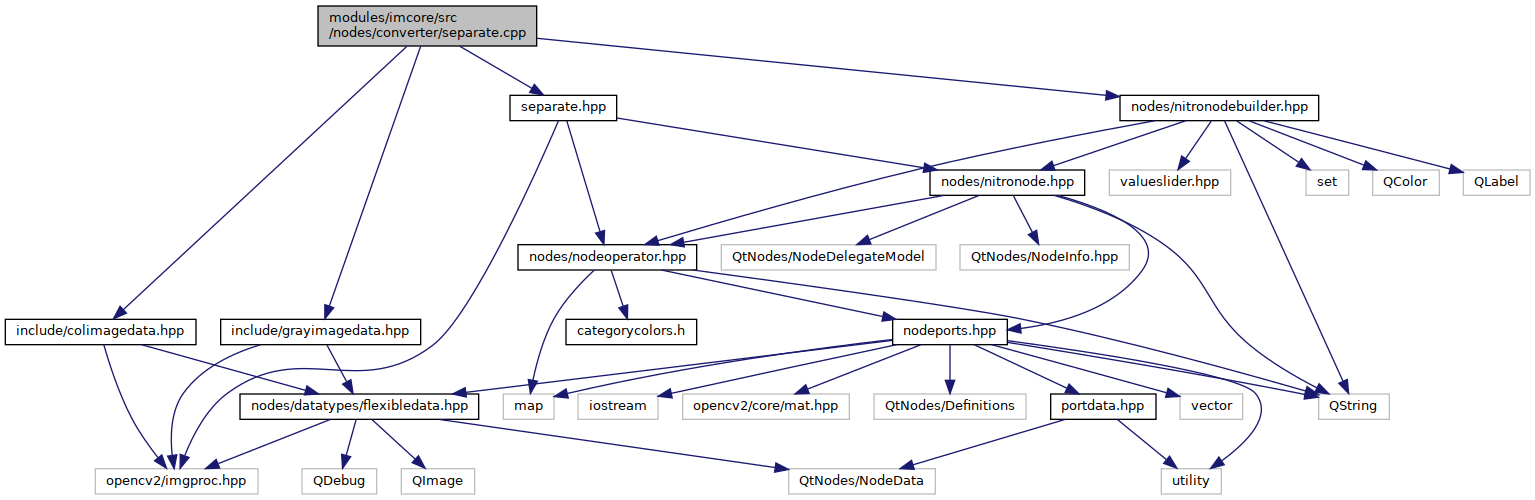 modules/imcore/src
/nodes/converter/separate.cpp
separate.hpp
nodes/nitronodebuilder.hpp
nodes/nitronode.hpp
valueslider.hpp
set
QColor
QLabel
nodes/nodeoperator.hpp
QtNodes/NodeDelegateModel
QtNodes/NodeInfo.hpp
include/colimagedata.hpp
include/grayimagedata.hpp
categorycolors.h
nodeports.hpp
nodes/datatypes/flexibledata.hpp
map
iostream
opencv2/core/mat.hpp
QtNodes/Definitions
portdata.hpp
vector
QString
opencv2/imgproc.hpp
QDebug
QImage
QtNodes/NodeData
utility